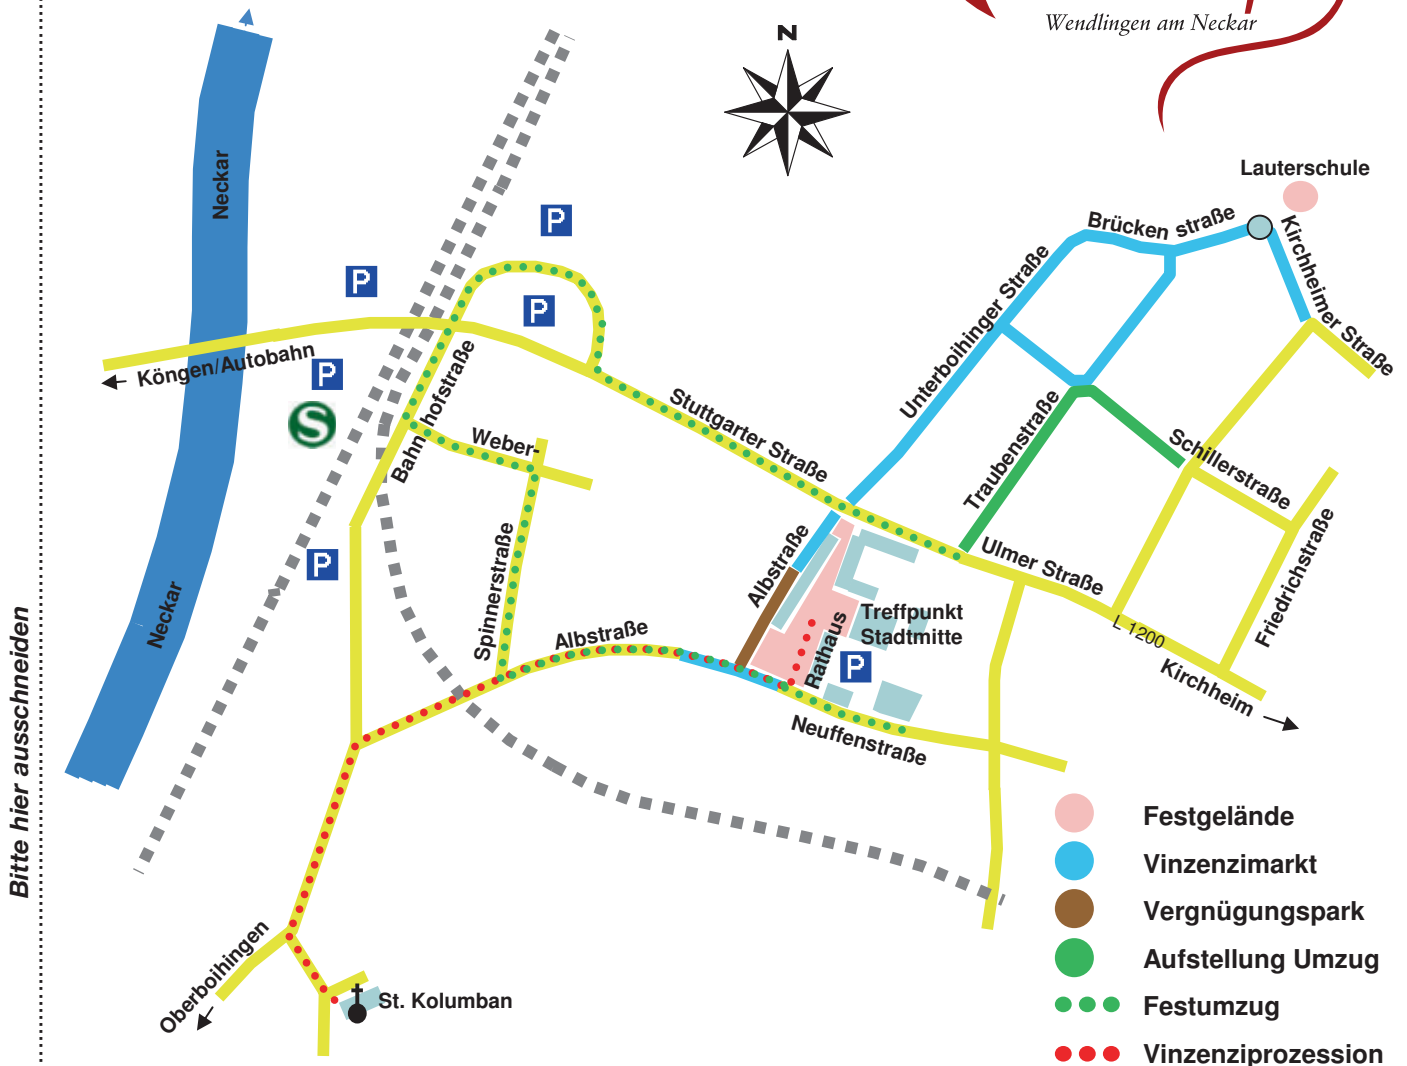 Wendlingen am Neckar
N
Lauterschule
Neckar
P
Brücken straße
Kirchheimer Straße
P
Unterboihinger Straße
P
Köngen/Autobahn
P
S
Bahnhofstraße
Weber-
Stuttgarter Straße
Traubenstraße
Schillerstraße
P
Spinnerstraße
Albstraße
Ulmer Straße
Friedrichstraße
Neckar
Albstraße
Treffpunkt
Stadtmitte
Rathaus
P
L 1200
Kirchheim
Neuffenstraße
Bitte hier ausschneiden
Oberboihingen
St. Kolumban
Festgelände
Vinzenzimarkt
Vergnügungspark
Aufstellung Umzug
Festumzug
Vinzenziprozession